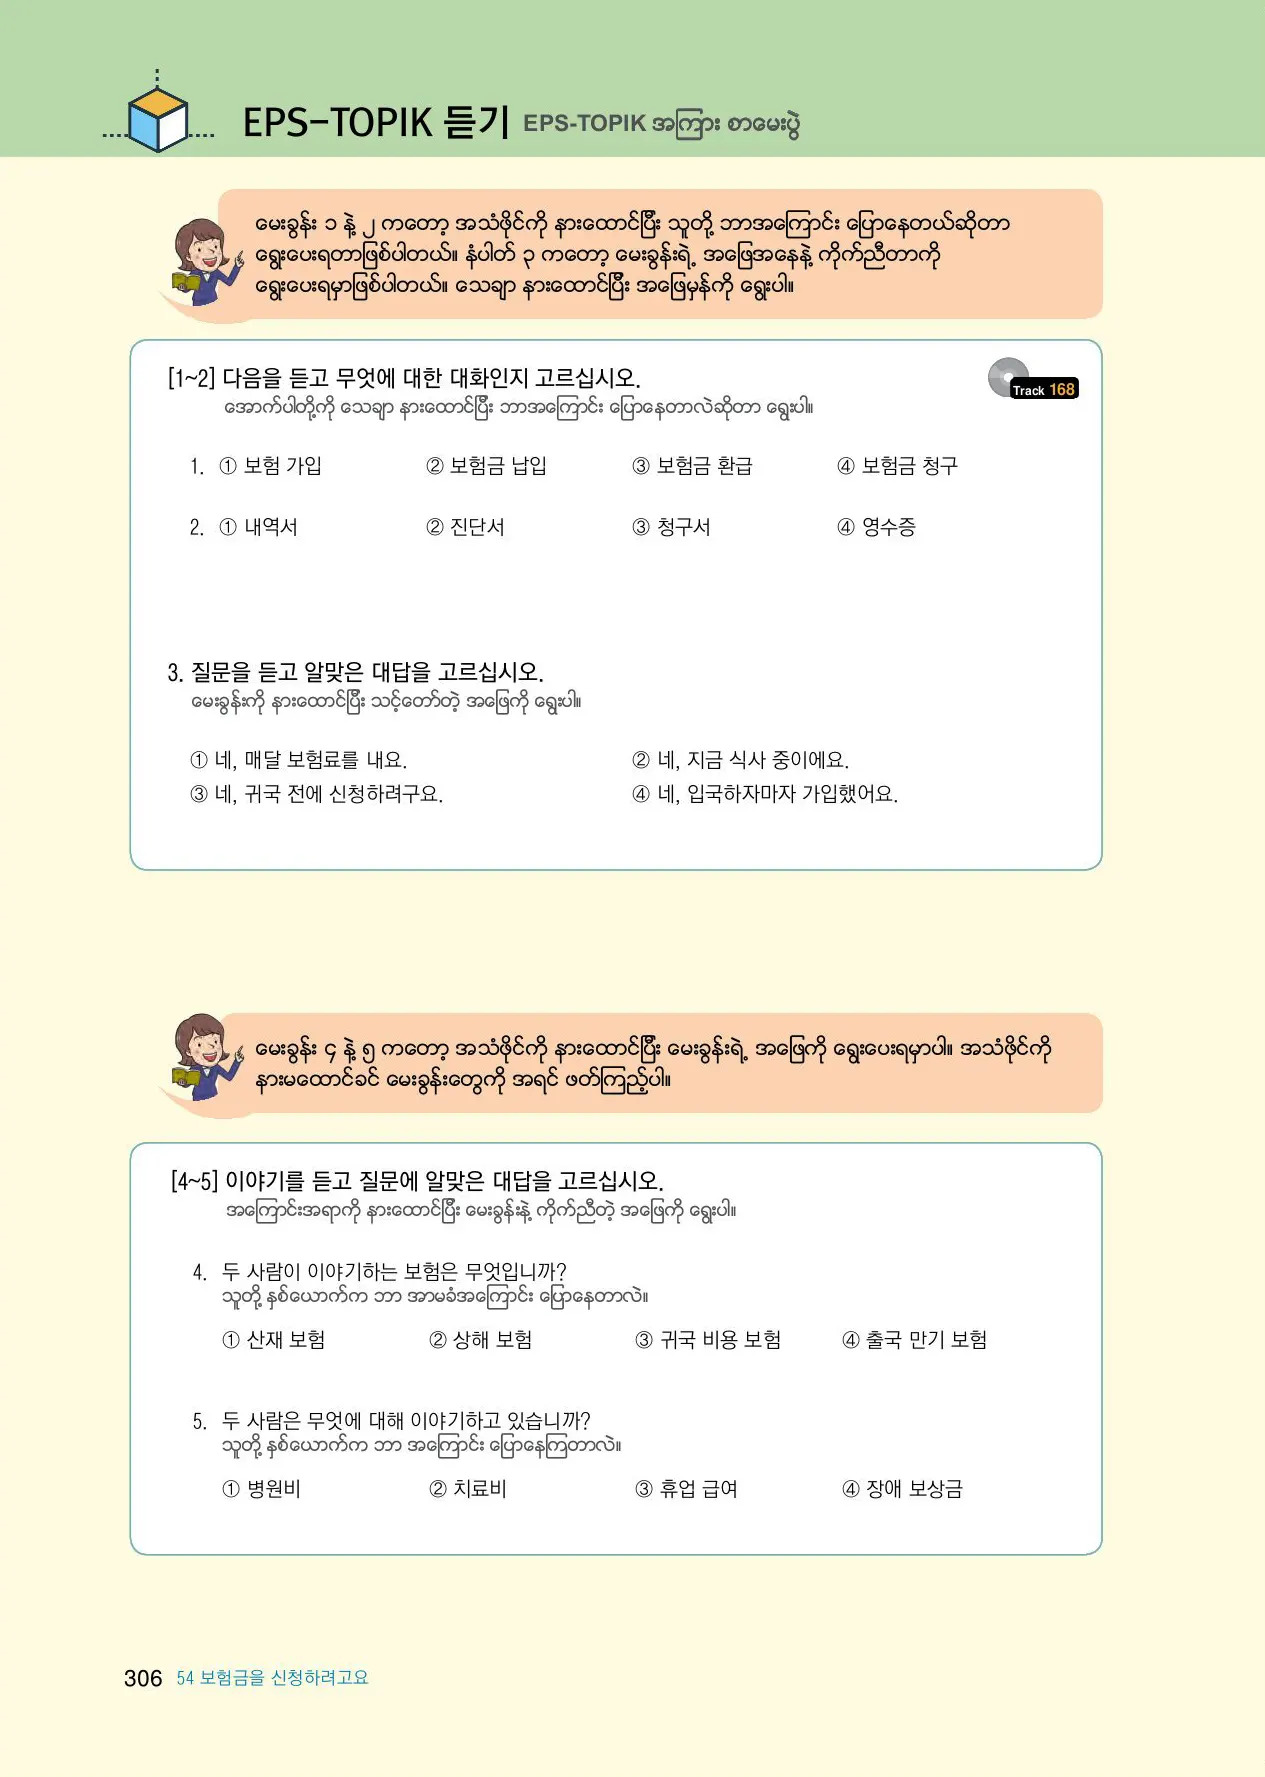 EPS-TOPIK 듣기 EPS-TOPIK အကြား စာမေးပွဲ
မေးခွန်း ၁ နဲ့ ၂ ကတော့ အသံဖိုင်ကို နားထောင်ပြီး သူတို့ ဘာအကြောင်း ပြောနေတယ်ဆိုတာ
ရွေးပေးရတာဖြစ်ပါတယ်။ နံပါတ် ၃ ကတော့ မေးခွန်းရဲ့ အဖြေအနေနဲ့ ကိုက်ညီတာကို
ရွေးပေးရမှာဖြစ်ပါတယ်။ သေချာ နားထောင်ပြီး အဖြေမှန်ကို ရွေးပါ။
[1~2] 다음을 듣고 무엇에 대한 대화인지 고르십시오.
Track 168
အောက်ပါတို့ကို သေချာ နားထောင်ပြီး ဘာအကြောင်း ပြောနေတာလဲဆိုတာ ရွေးပါ။
1. ① 보험 가입 ② 보험금 납입 ③ 보험금 환급 ④ 보험금 청구
2. ① 내역서 ② 진단서 ③ 청구서 ④ 영수증
3. 질문을 듣고 알맞은 대답을 고르십시오.
မေးခွန်းကို နားထောင်ပြီး သင့်တော်တဲ့ အဖြေကို ရွေးပါ။
① 네, 매달 보험료를 내요. ② 네, 지금 식사 중이에요.
③ 네, 귀국 전에 신청하려구요. ④ 네, 입국하자마자 가입했어요.
မေးခွန်း ၄ နဲ့ ၅ ကတော့ အသံဖိုင်ကို နားထောင်ပြီး မေးခွန်းရဲ့ အဖြေကို ရွေးပေးရမှာပါ။ အသံဖိုင်ကို
နားမထောင်ခင် မေးခွန်းတွေကို အရင် ဖတ်ကြည့်ပါ။
[4~5] 이야기를 듣고 질문에 알맞은 대답을 고르십시오.
အကြောင်းအရာကို နားထောင်ပြီး မေးခွန်းနဲ့ ကိုက်ညီတဲ့ အဖြေကို ရွေးပါ။
4. 두 사람이 이야기하는 보험은 무엇입니까?
သူတို့ နှစ်ယောက်က ဘာ အာမခံအကြောင်း ပြောနေတာလဲ။
① 산재 보험 ② 상해 보험 ③ 귀국 비용 보험 ④ 출국 만기 보험
5. 두 사람은 무엇에 대해 이야기하고 있습니까?
သူတို့ နှစ်ယောက်က ဘာ အကြောင်း ပြောနေကြတာလဲ။
① 병원비 ② 치료비 ③ 휴업 급여 ④ 장애 보상금
306 54 보험금을 신청하려고요